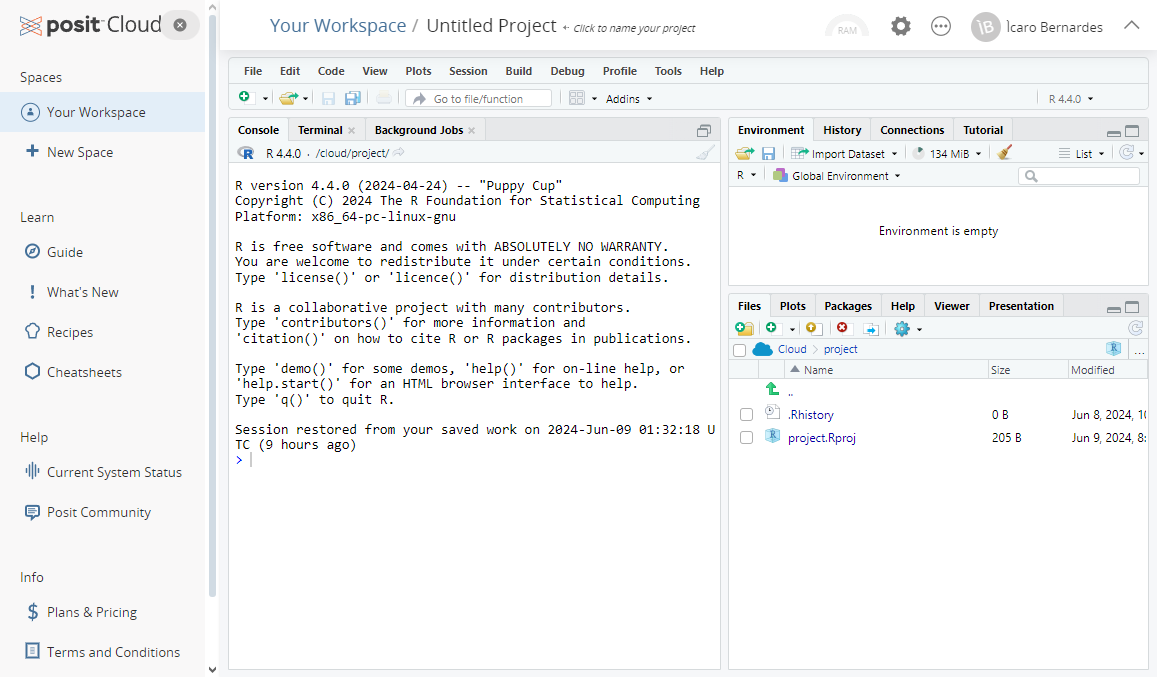 posit Cloud
Spaces
Your Workspace
New Space
Learn
Guide
What's New
Recipes
Cheatsheets
Help
Current System Status
Posit Community
Info
Plans & Pricing
Terms and Conditions
Your Workspace / Untitled Project ← Click to name your project
RAM
ÌB Ìcaro Bernardes
File Edit Code View Plots Session Build Debug Profile Tools Help
Go to file/function Addins R 4.4.0
Console Terminal Background Jobs
R 4.4.0 · /cloud/project/
R version 4.4.0 (2024-04-24) -- "Puppy Cup"
Copyright (C) 2024 The R Foundation for Statistical Computing
Platform: x86_64-pc-linux-gnu
R is free software and comes with ABSOLUTELY NO WARRANTY.
You are welcome to redistribute it under certain conditions.
Type 'license()' or 'licence()' for distribution details.
R is a collaborative project with many contributors.
Type 'contributors()' for more information and
'citation()' on how to cite R or R packages in publications.
Type 'demo()' for some demos, 'help()' for on-line help, or
'help.start()' for an HTML browser interface to help.
Type 'q()' to quit R.
Session restored from your saved work on 2024-Jun-09 01:32:18 U
TC (9 hours ago)
>
Environment History Connections Tutorial
Import Dataset 134 MiB List
R Global Environment
Environment is empty
Files Plots Packages Help Viewer Presentation
Cloud project R ...
Name Size Modified
..
.Rhistory 0 B Jun 8, 2024, 10
project.Rproj 205 B Jun 9, 2024, 8: